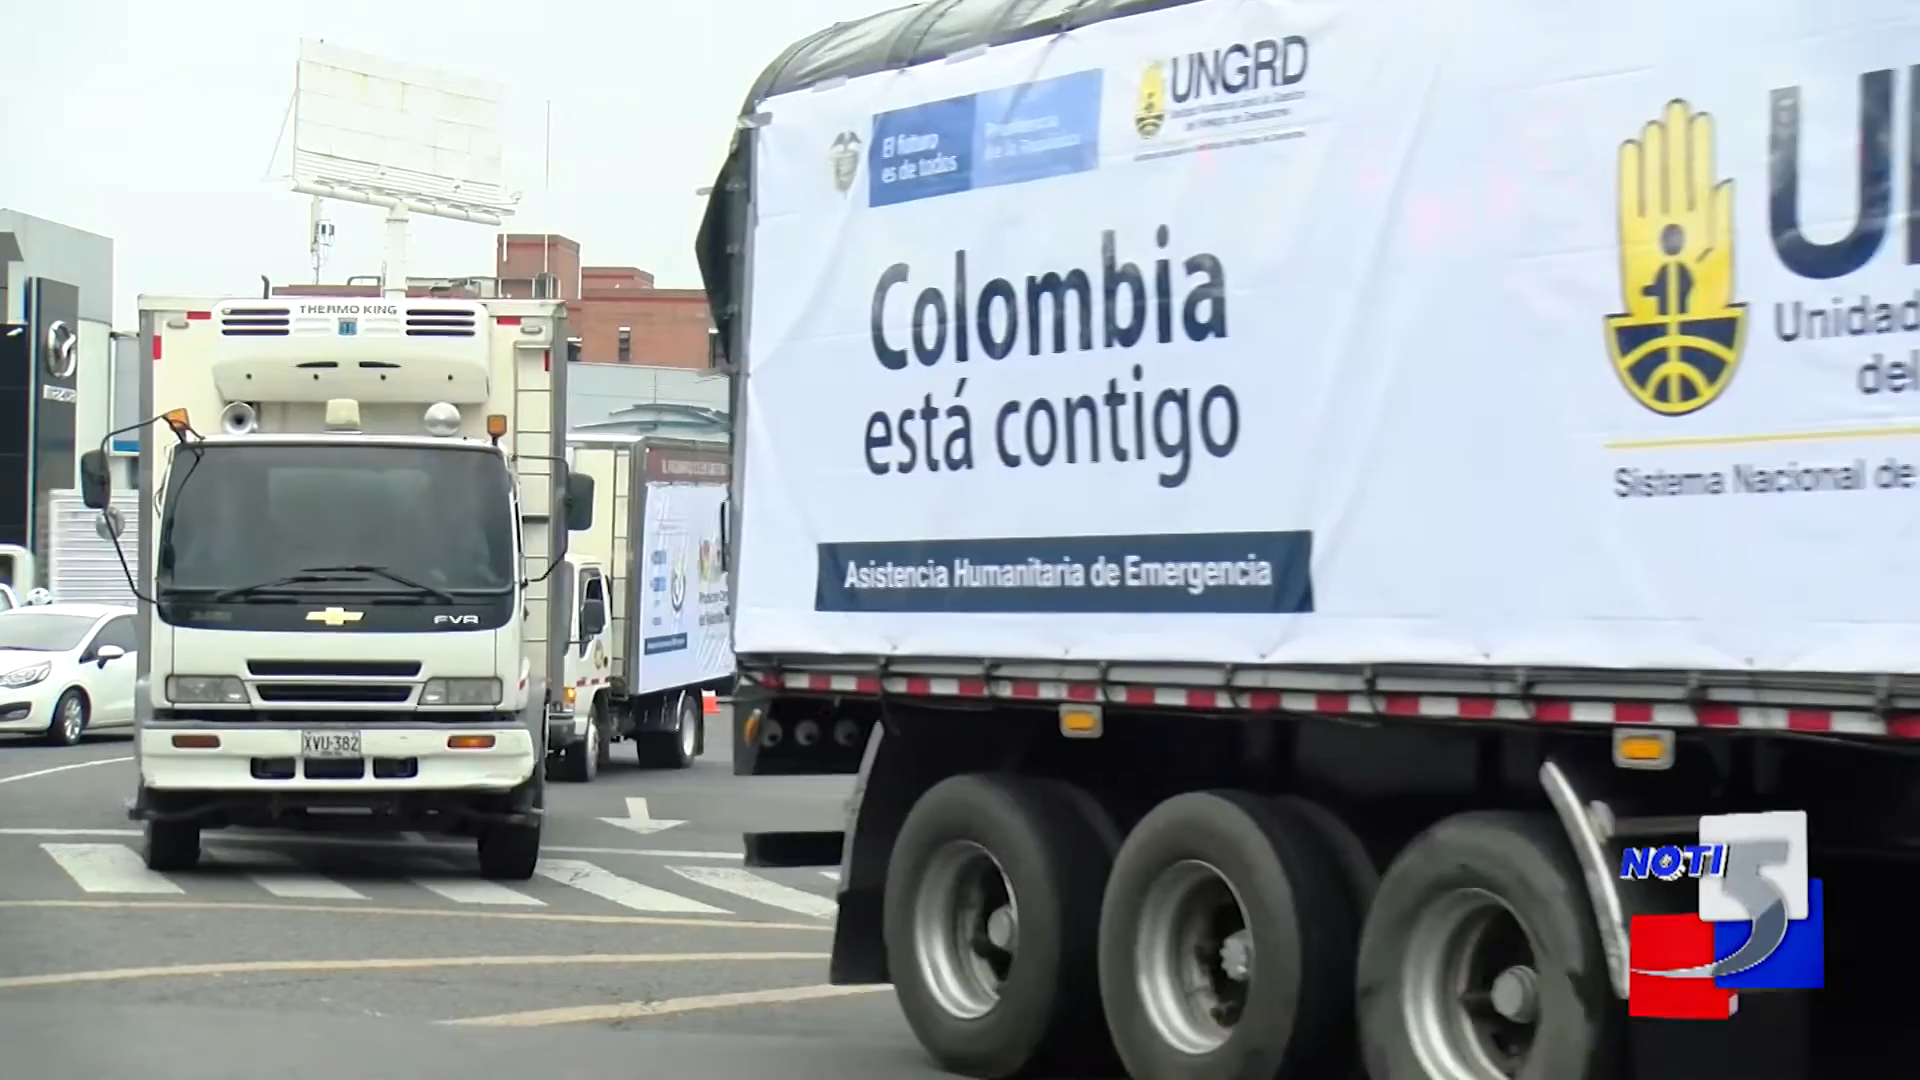 UNGRD
El futuro
es de todos
Presidencia
de la República
Colombia
está contigo
Asistencia Humanitaria de Emergencia
Unidad
del
Sistema Nacional de
THERMO KING
FVR
XVU-382
NOTI 5